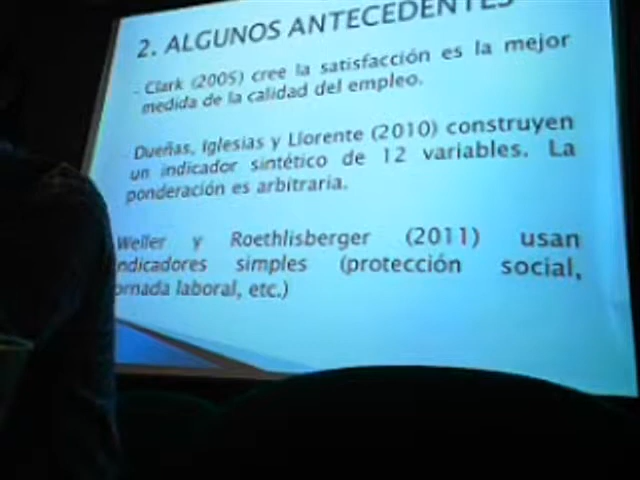 2. ALGUNOS ANTECEDENTES
- Clark (2005) cree la satisfacción es la mejor
medida de la calidad del empleo.
Dueñas, Iglesias y Llorente (2010) construyen
un indicador sintético de 12 variables. La
ponderación es arbitraria.
Weller y Roethlisberger (2011) usan
indicadores simples (protección social,
jornada laboral, etc.)